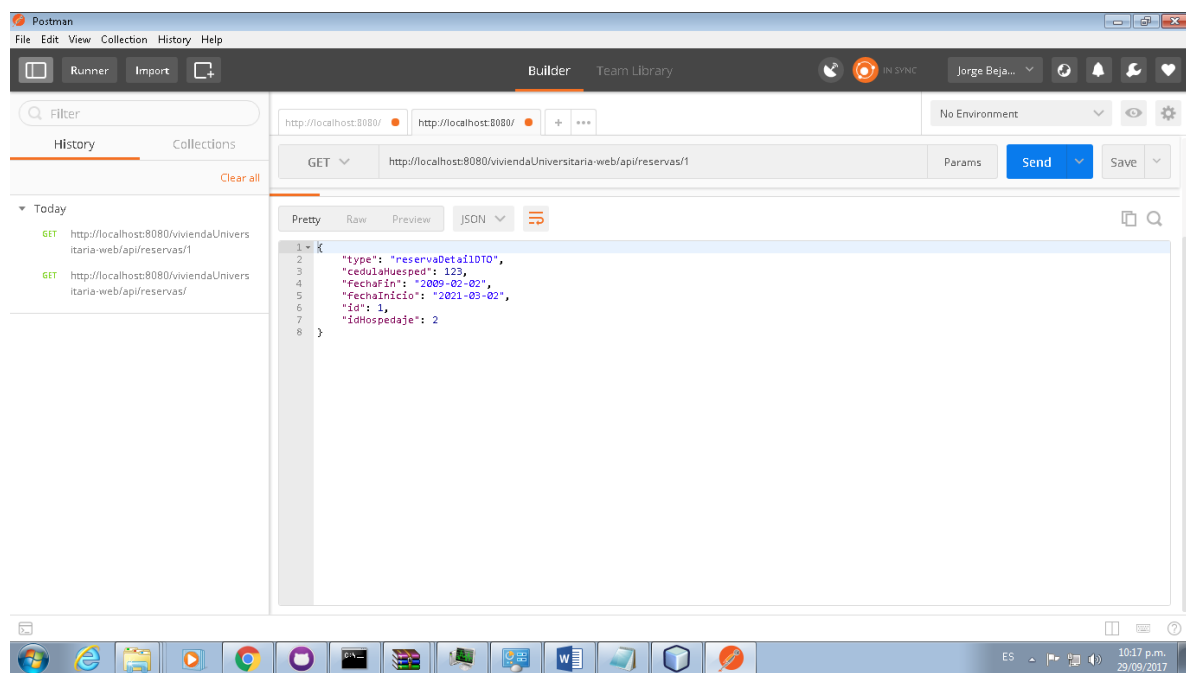 Postman
File Edit View Collection History Help
Runner Import Builder Team Library IN SYNC Jorge Beja...
Filter
History Collections
Clear all
Today
GET http://localhost:8080/viviendaUnivers
itaria-web/api/reservas/1
GET http://localhost:8080/viviendaUnivers
itaria-web/api/reservas/
http://localhost:8080/ http://localhost:8080/ + •••
No Environment
GET http://localhost:8080/viviendaUniversitaria-web/api/reservas/1 Params Send Save
Pretty Raw Preview JSON
1 {
2 "type": "reservaDetailDTO",
3 "cedulaHuesped": 123,
4 "fechaFin": "2009-02-02",
5 "fechaInicio": "2021-03-02",
6 "id": 1,
7 "idHospedaje": 2
8 }
ES 10:17 p.m.
29/09/2017